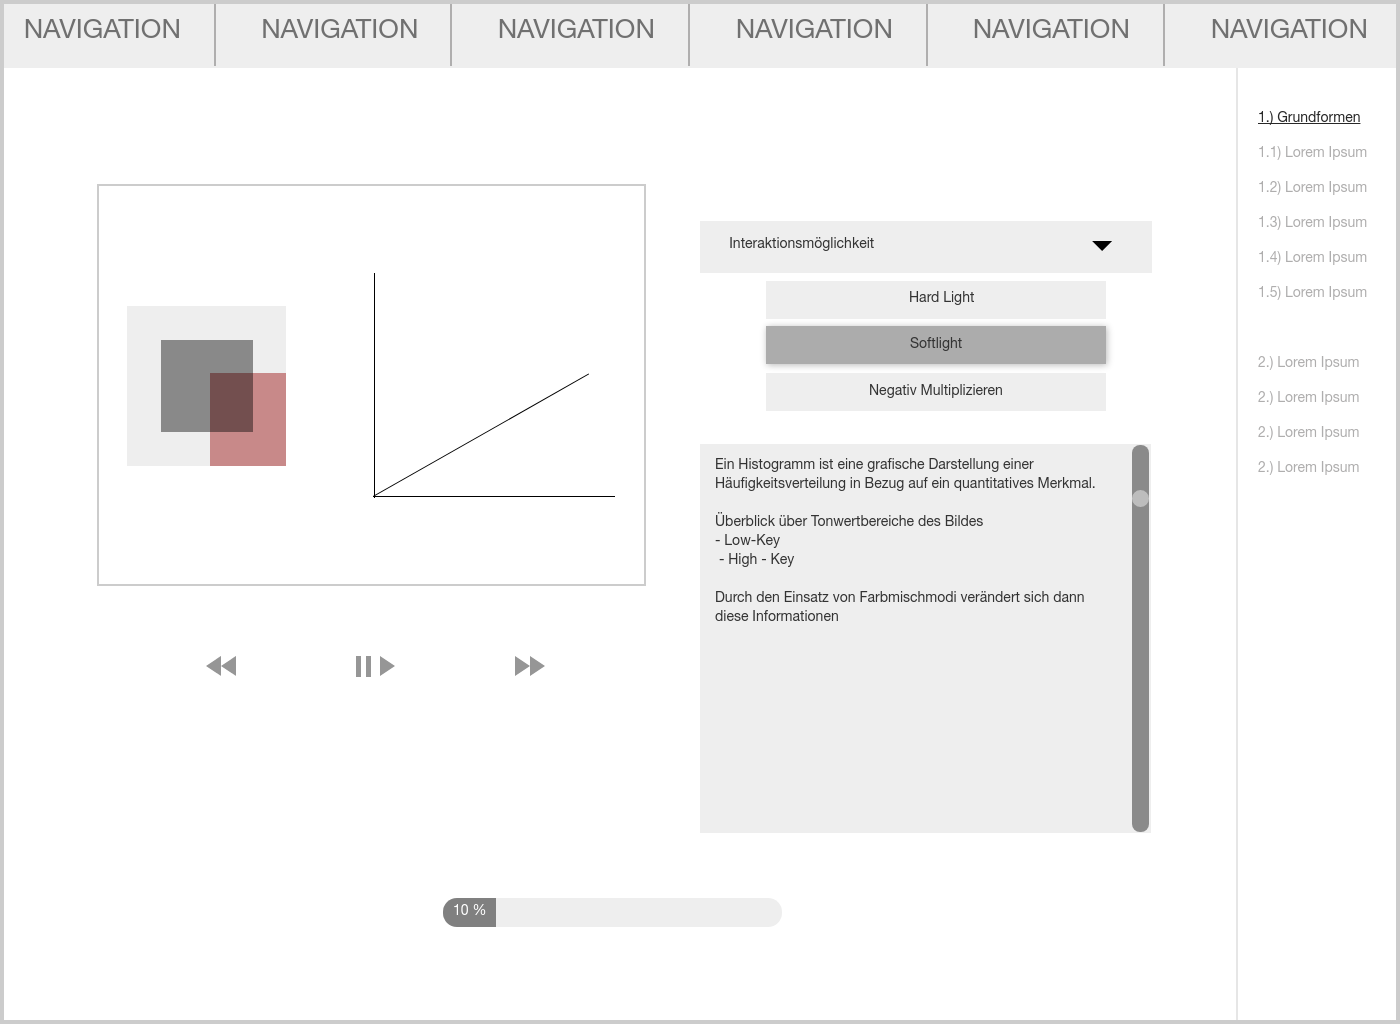 NAVIGATION NAVIGATION NAVIGATION NAVIGATION NAVIGATION NAVIGATION
Interaktionsmöglichkeit
Hard Light
Softlight
Negativ Multiplizieren
Ein Histogramm ist eine grafische Darstellung einer
Häufigkeitsverteilung in Bezug auf ein quantitatives Merkmal.
Überblick über Tonwertbereiche des Bildes
- Low-Key
- High - Key
Durch den Einsatz von Farbmischmodi verändert sich dann
diese Informationen
10 %
1.) Grundformen
1.1) Lorem Ipsum
1.2) Lorem Ipsum
1.3) Lorem Ipsum
1.4) Lorem Ipsum
1.5) Lorem Ipsum
2.) Lorem Ipsum
2.) Lorem Ipsum
2.) Lorem Ipsum
2.) Lorem Ipsum